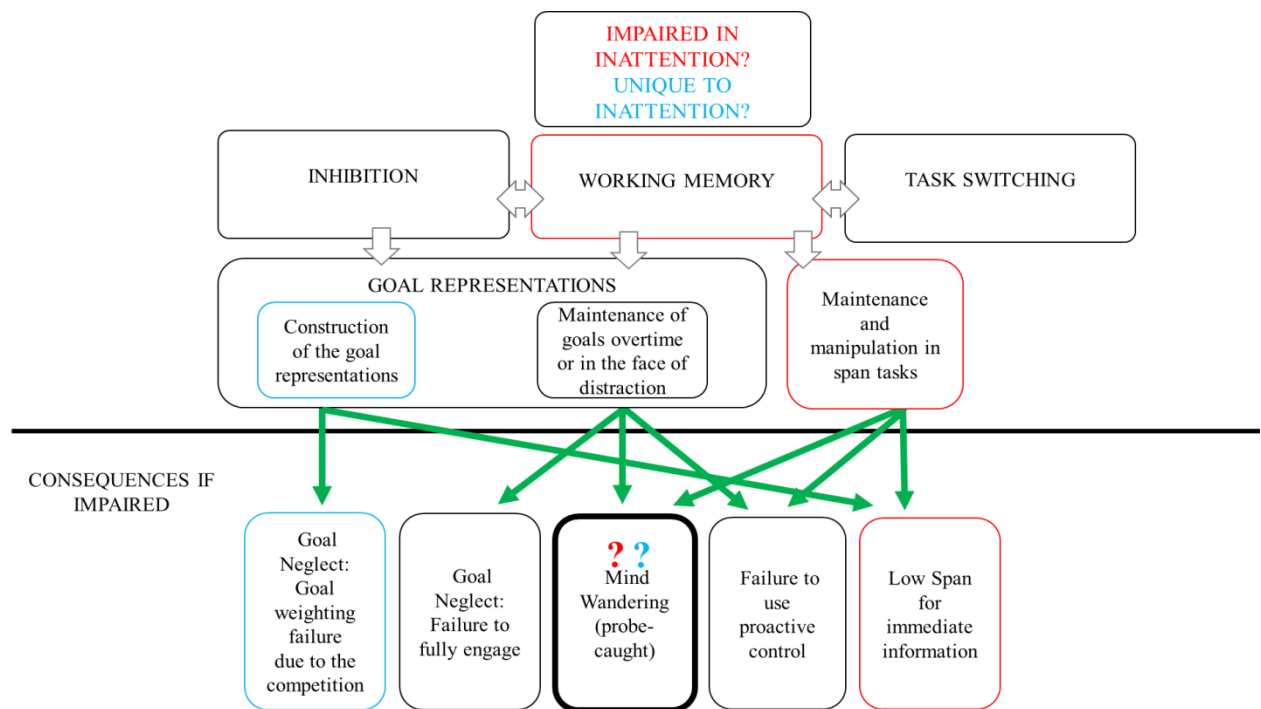 IMPAIRED IN
INATTENTION?
UNIQUE TO
INATTENTION?
INHIBITION
WORKING MEMORY
TASK SWITCHING
GOAL REPRESENTATIONS
Construction
of the goal
representations
Maintenance of
goals overtime
or in the face of
distraction
Maintenance
and
manipulation in
span tasks
CONSEQUENCES IF
IMPAIRED
Goal
Neglect:
Goal
weighting
failure
due to the
competition
Goal
Neglect:
Failure to
fully engage
? ?
Mind
Wandering
(probe-
caught)
Failure to
use
proactive
control
Low Span
for
immediate
information